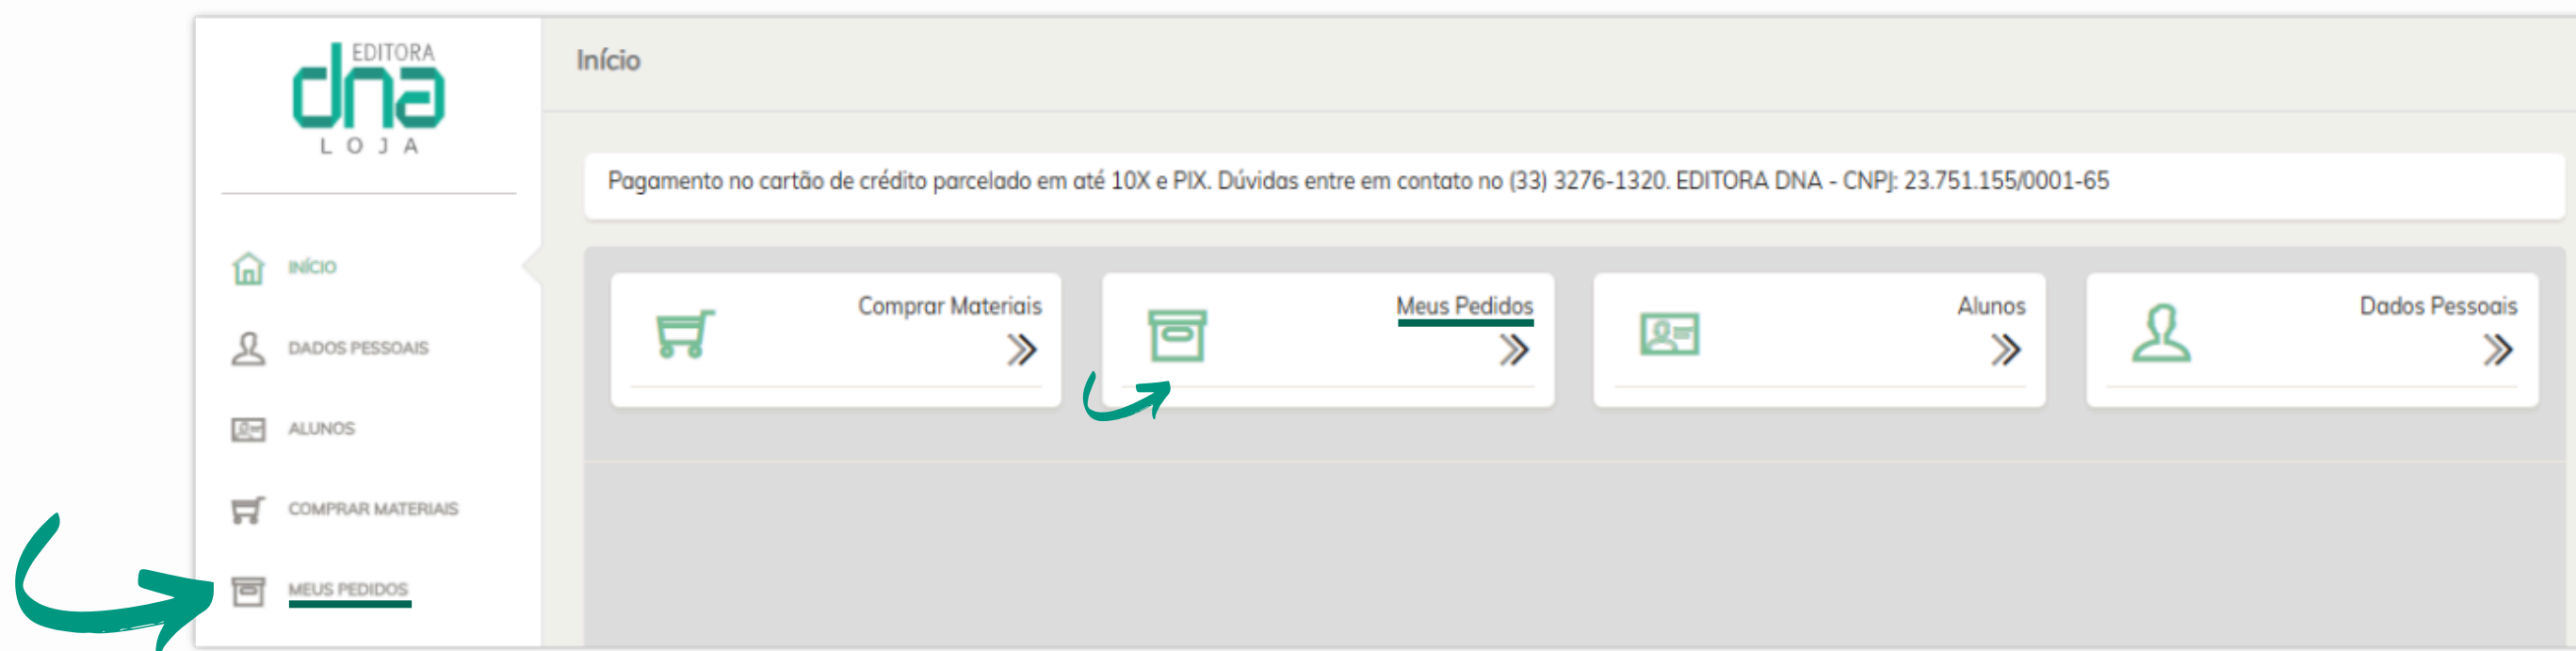 EDITORA
dna
LOJA
INÍCIO
DADOS PESSOAIS
ALUNOS
COMPRAR MATERIAIS
MEUS PEDIDOS
Início
Pagamento no cartão de crédito parcelado em até 10X e PIX. Dúvidas entre em contato no (33) 3276-1320. EDITORA DNA - CNPJ: 23.751.155/0001-65
Comprar Materiais
Meus Pedidos
Alunos
Dados Pessoais